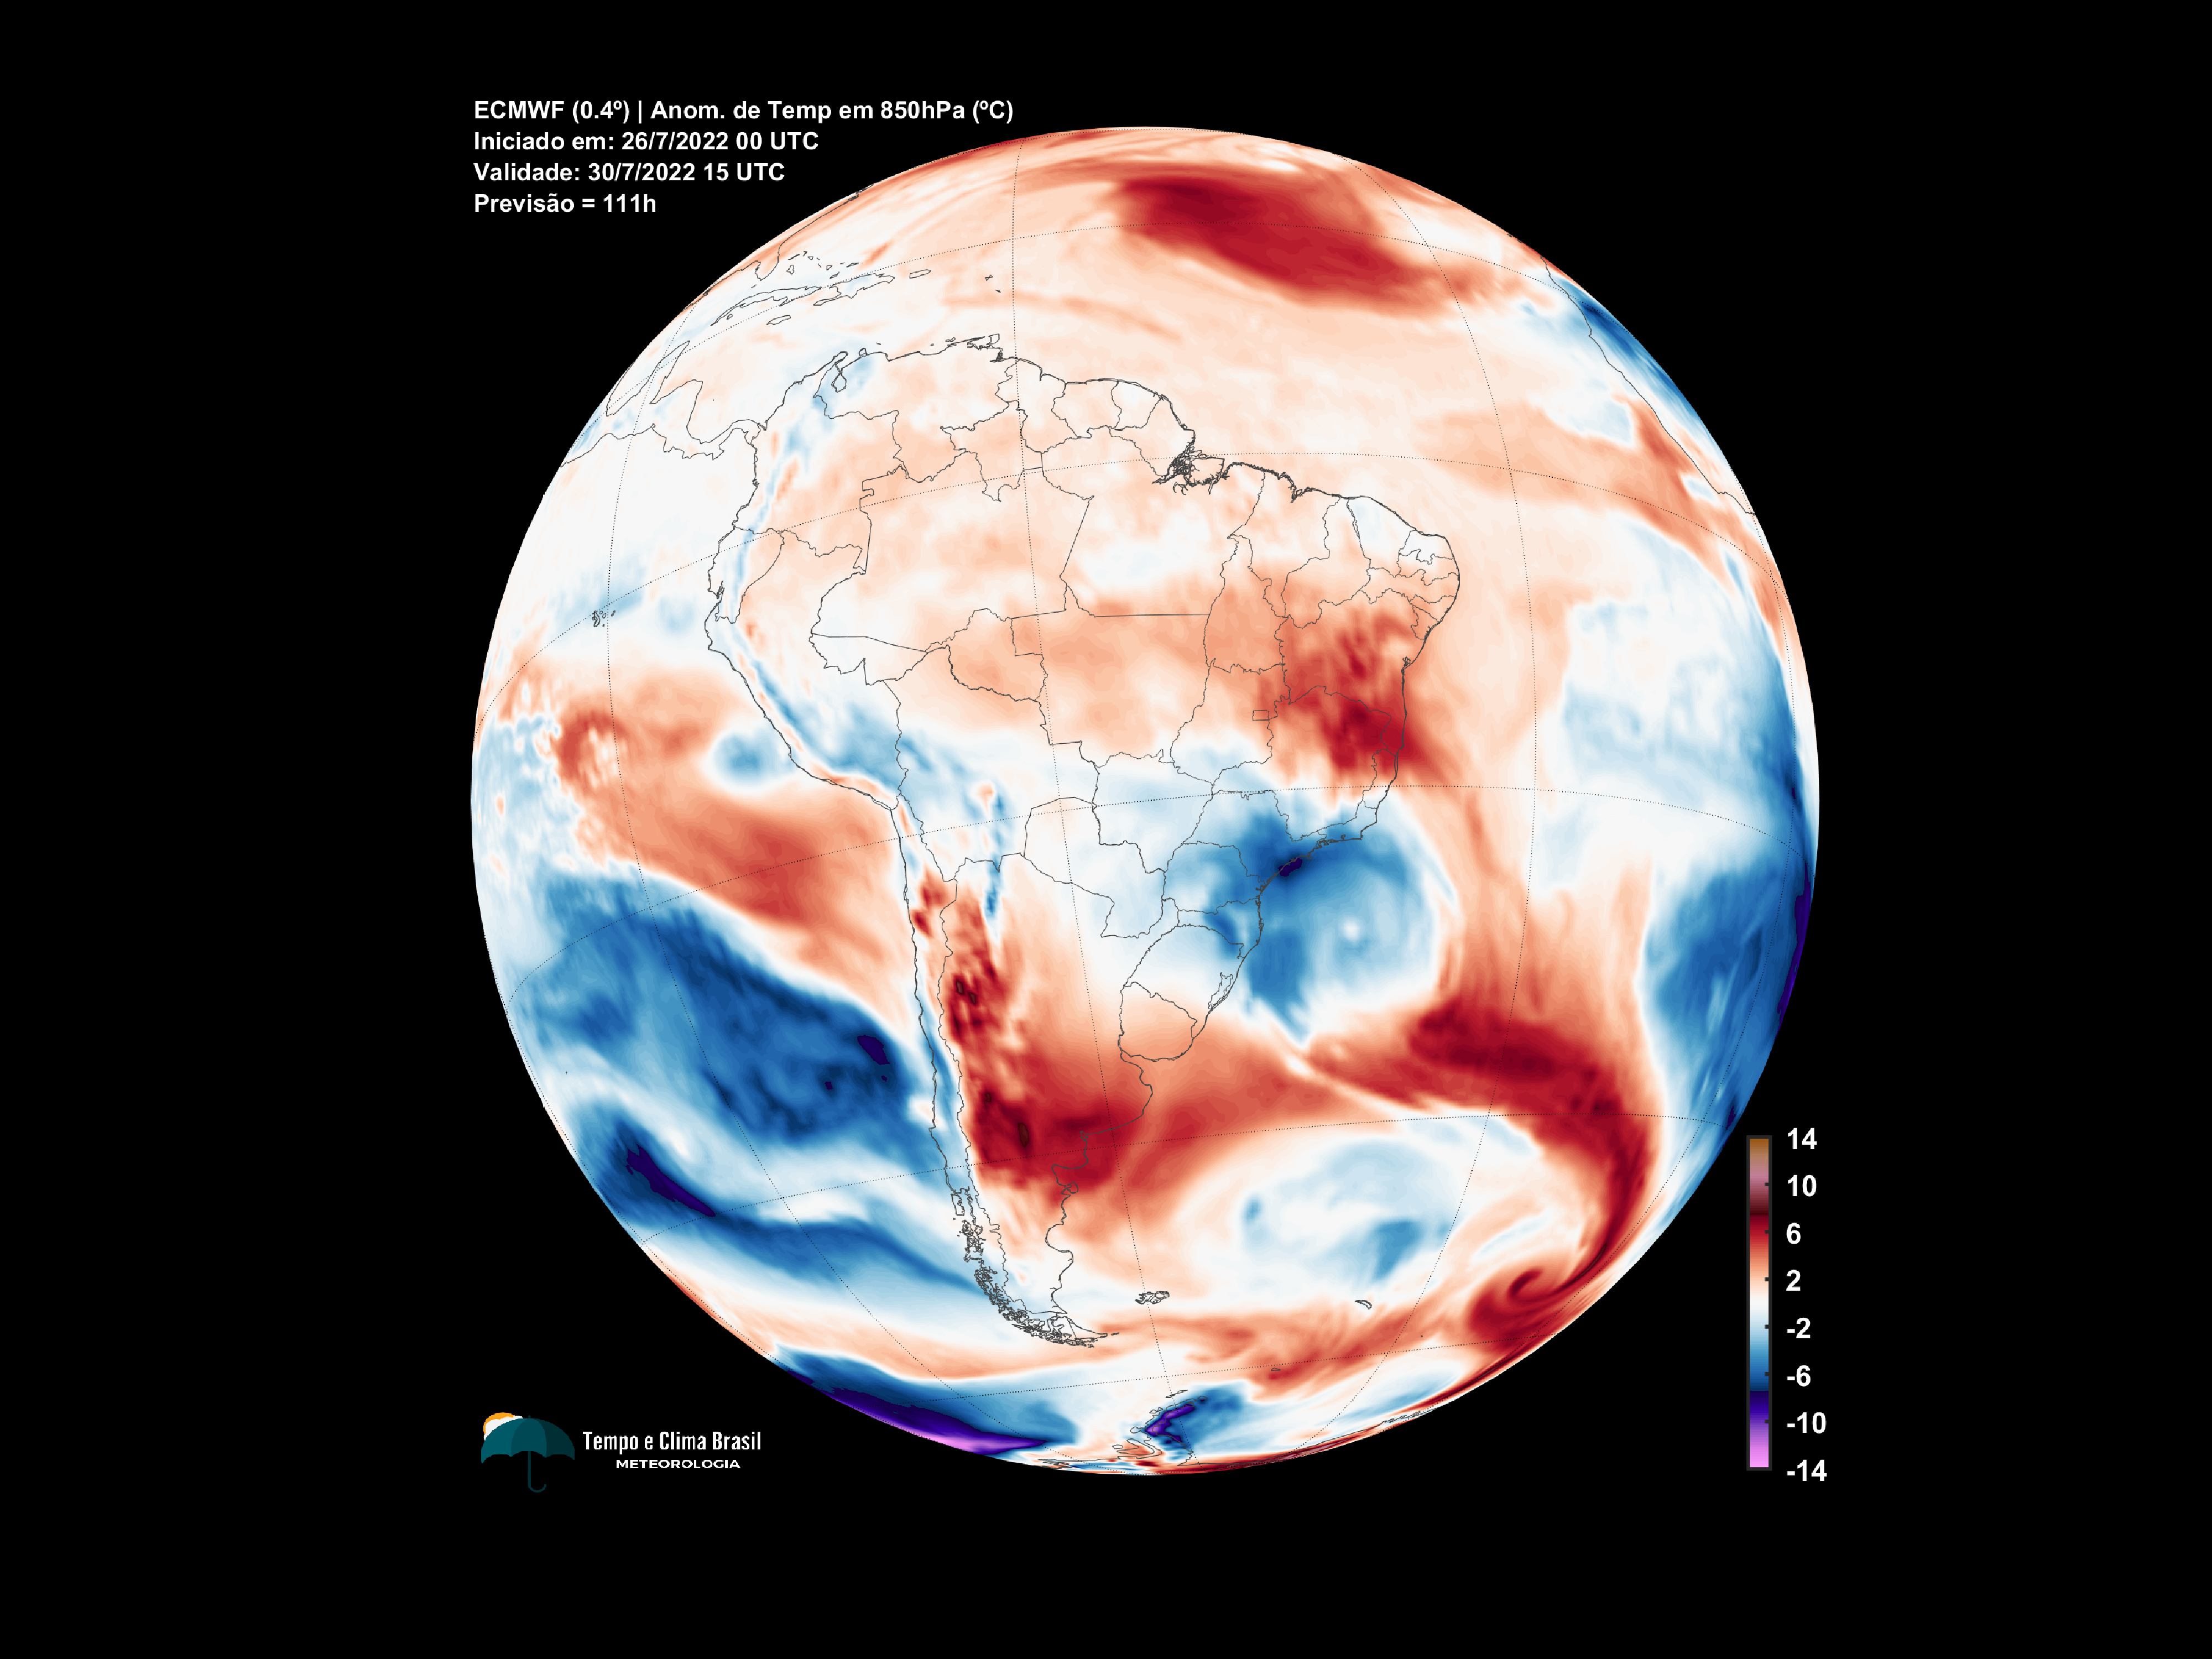 ECMWF (0.4º) | Anom. de Temp em 850hPa (ºC)
Iniciado em: 26/7/2022 00 UTC
Validade: 30/7/2022 15 UTC
Previsão = 111h
14
10
6
2
-2
-6
-10
-14
Tempo e Clima Brasil
METEOROLOGIA